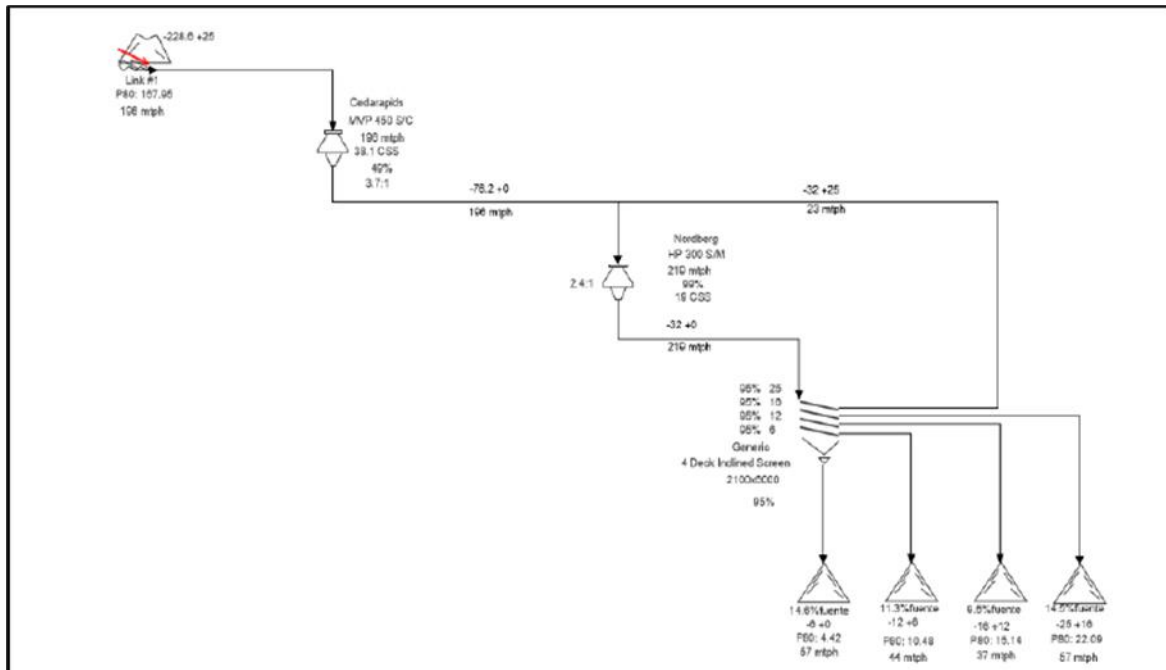 -228.6 +25
Link #1
P80: 167.95
196 mtph
Cedarapids
MVP 450 S/C
196 mtph
38.1 CSS
49%
3.7:1
-76.2 +0
196 mtph
-32 +25
23 mtph
Nordberg
HP 300 S/M
219 mtph
99%
19 CSS
2.4:1
-32 +0
219 mtph
95% 25
95% 16
95% 12
95% 6
Generic
4 Deck Inclined Screen
2100x6000
95%
14.6%fuente
-6 +0
P80: 4.42
57 mtph
11.3%fuente
-12 +6
P80: 10.48
44 mtph
9.6%fuente
-16 +12
P80: 15.14
37 mtph
14.5%fuente
-25 +16
P80: 22.09
57 mtph